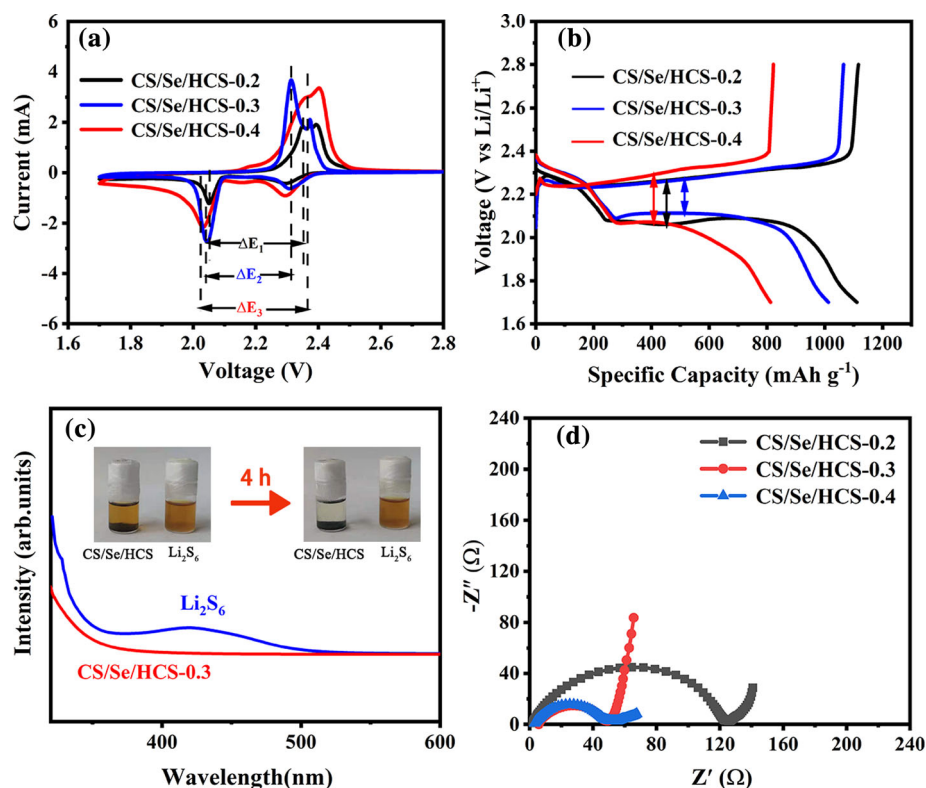 (a)
CS/Se/HCS-0.2
CS/Se/HCS-0.3
CS/Se/HCS-0.4
ΔE₁
ΔE₂
ΔE₃
6
4
2
0
-2
-4
-6
1.6 1.8 2.0 2.2 2.4 2.6 2.8
Current (mA)
Voltage (V)
(b)
CS/Se/HCS-0.2
CS/Se/HCS-0.3
CS/Se/HCS-0.4
3.2
2.8
2.4
2.0
1.6
0 200 400 600 800 1000 1200
Voltage (V vs Li/Li⁺)
Specific Capacity (mAh g⁻¹)
(c)
4 h
CS/Se/HCS Li₂S₆
CS/Se/HCS Li₂S₆
Li₂S₆
CS/Se/HCS-0.3
400 500 600
Intensity (arb.units)
Wavelength(nm)
(d)
CS/Se/HCS-0.2
CS/Se/HCS-0.3
CS/Se/HCS-0.4
240
200
160
120
80
40
0
0 40 80 120 160 200 240
-Z″ (Ω)
Z′ (Ω)